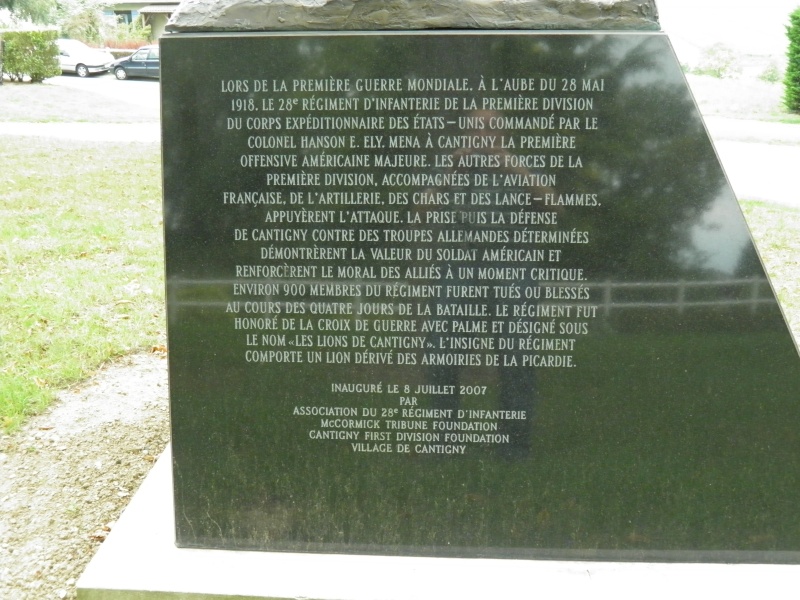 LORS DE LA PREMIÈRE GUERRE MONDIALE, À L'AUBE DU 28 MAI
1918, LE 28e RÉGIMENT D'INFANTERIE DE LA PREMIÈRE DIVISION
DU CORPS EXPÉDITIONNAIRE DES ÉTATS–UNIS COMMANDÉ PAR LE
COLONEL HANSON E. ELY, MENA À CANTIGNY LA PREMIÈRE
OFFENSIVE AMÉRICAINE MAJEURE. LES AUTRES FORCES DE LA
PREMIÈRE DIVISION, ACCOMPAGNÉES DE L'AVIATION
FRANÇAISE, DE L'ARTILLERIE, DES CHARS ET DES LANCE–FLAMMES,
APPUYÈRENT L'ATTAQUE. LA PRISE PUIS LA DÉFENSE
DE CANTIGNY CONTRE DES TROUPES ALLEMANDES DÉTERMINÉES
DÉMONTRÈRENT LA VALEUR DU SOLDAT AMÉRICAIN ET
RENFORCÈRENT LE MORAL DES ALLIÉS À UN MOMENT CRITIQUE.
ENVIRON 900 MEMBRES DU RÉGIMENT FURENT TUÉS OU BLESSÉS
AU COURS DES QUATRE JOURS DE LA BATAILLE. LE RÉGIMENT FUT
HONORÉ DE LA CROIX DE GUERRE AVEC PALME ET DÉSIGNÉ SOUS
LE NOM «LES LIONS DE CANTIGNY». L'INSIGNE DU RÉGIMENT
COMPORTE UN LION DÉRIVÉ DES ARMOIRIES DE LA PICARDIE.
INAUGURÉ LE 8 JUILLET 2007
PAR
ASSOCIATION DU 28e RÉGIMENT D'INFANTERIE
McCORMICK TRIBUNE FOUNDATION
CANTIGNY FIRST DIVISION FOUNDATION
VILLAGE DE CANTIGNY